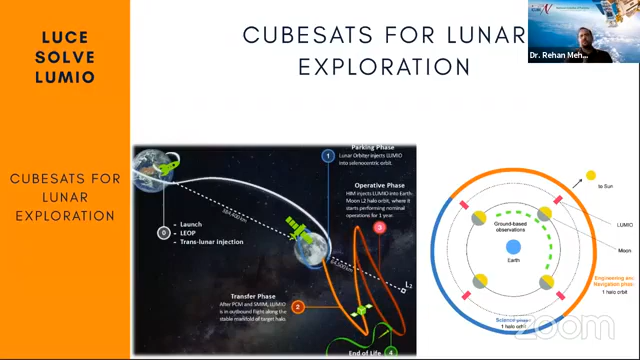 LUCE
SOLVE
LUMIO
CUBESATS FOR
LUNAR
EXPLORATION
CUBESATS FOR LUNAR
EXPLORATION
Dr. Rehan Meh...
Parking Phase
Lunar Orbiter injects LUMIO
into selenocentric orbit.
1
Operative Phase
HIM injects LUMIO into Earth-
Moon L2 halo orbit, where it
starts performing nominal
operations for 1 year.
3
0
- Launch
- LEOP
- Trans-lunar injection
L2
Transfer Phase
After PCM and SMIM, LUMIO
is in outbound flight along the
stable manifold of target halo
2
End of Life
4
to Sun
LUMIO
Moon
Ground-based
observations
Earth
Engineering and
Navigation phase
1 halo orbit
Science phase
1 halo orbit
zoom